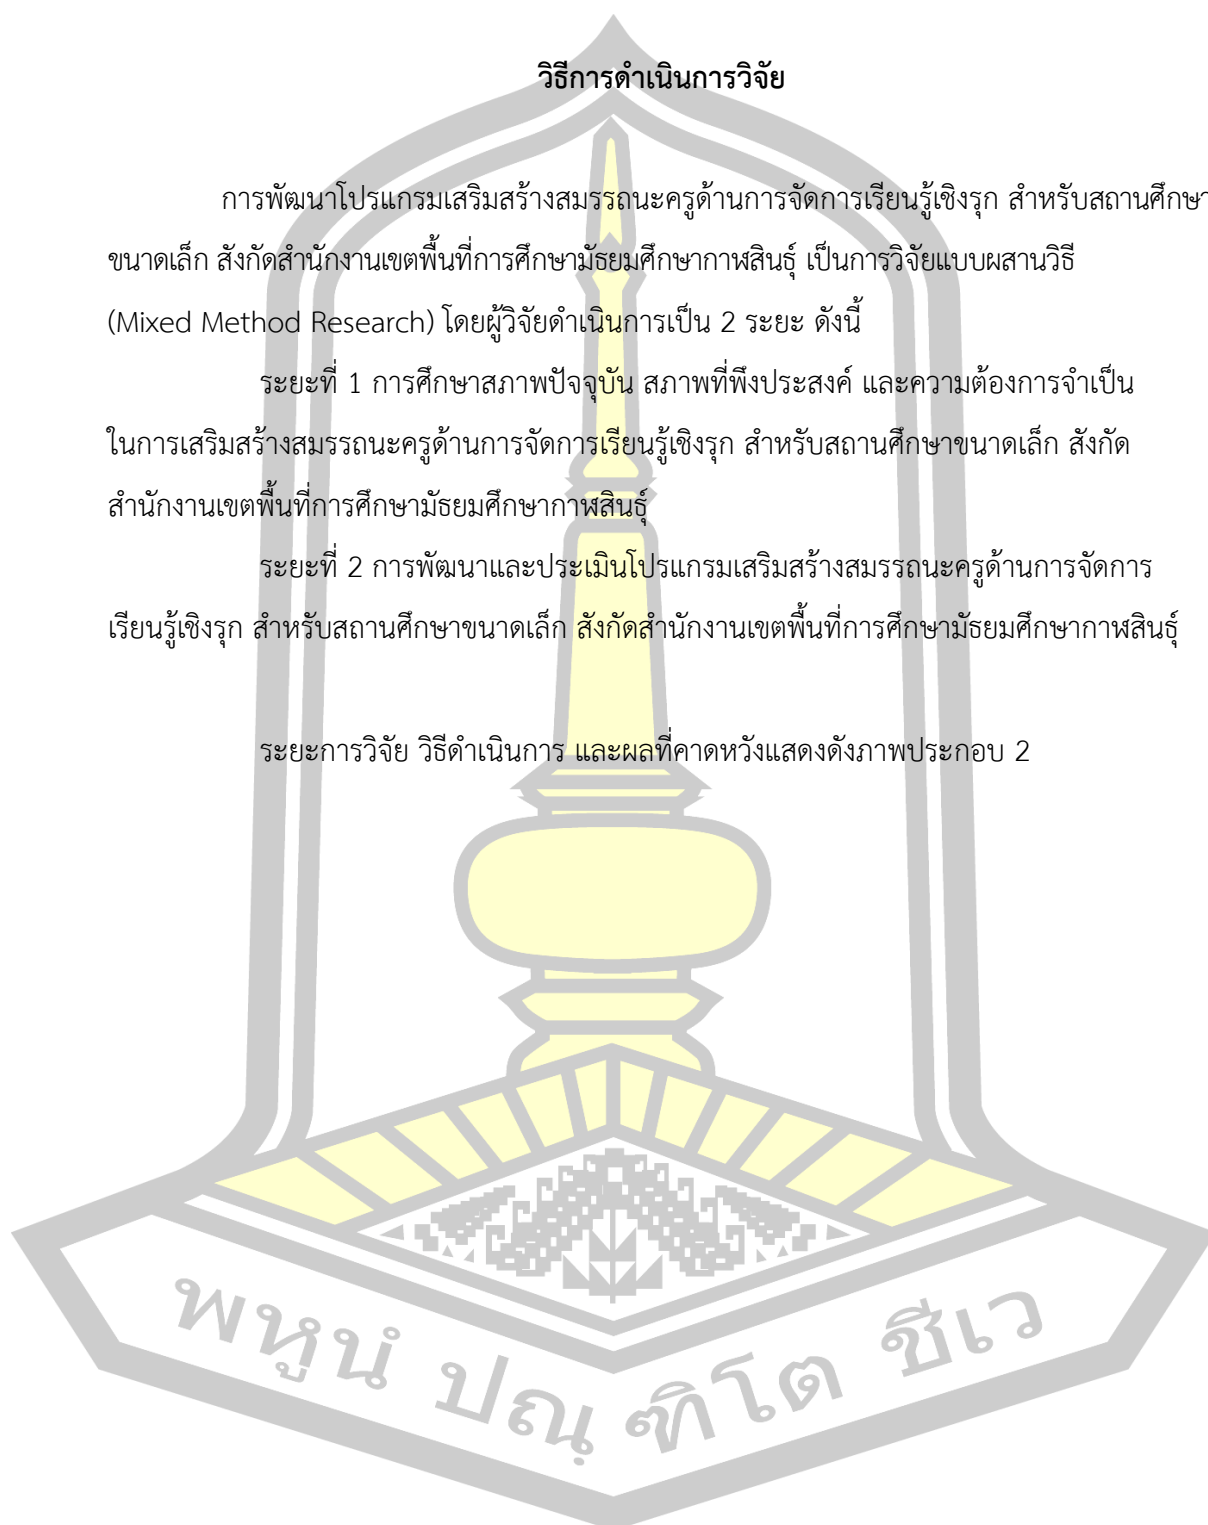 วิธีการดำเนินการวิจัย
การพัฒนาโปรแกรมเสริมสร้างสมรรถนะครูด้านการจัดการเรียนรู้เชิงรุก สำหรับสถานศึกษา
ขนาดเล็ก สังกัดสำนักงานเขตพื้นที่การศึกษามัธยมศึกษากาฬสินธุ์ เป็นการวิจัยแบบผสานวิธี
(Mixed Method Research) โดยผู้วิจัยดำเนินการเป็น 2 ระยะ ดังนี้
ระยะที่ 1 การศึกษาสภาพปัจจุบัน สภาพที่พึงประสงค์ และความต้องการจำเป็น
ในการเสริมสร้างสมรรถนะครูด้านการจัดการเรียนรู้เชิงรุก สำหรับสถานศึกษาขนาดเล็ก สังกัด
สำนักงานเขตพื้นที่การศึกษามัธยมศึกษากาฬสินธุ์
ระยะที่ 2 การพัฒนาและประเมินโปรแกรมเสริมสร้างสมรรถนะครูด้านการจัดการ
เรียนรู้เชิงรุก สำหรับสถานศึกษาขนาดเล็ก สังกัดสำนักงานเขตพื้นที่การศึกษามัธยมศึกษากาฬสินธุ์
ระยะการวิจัย วิธีดำเนินการ และผลที่คาดหวังแสดงดังภาพประกอบ 2
พหูนํ ปณฺฑิโต ชีเว